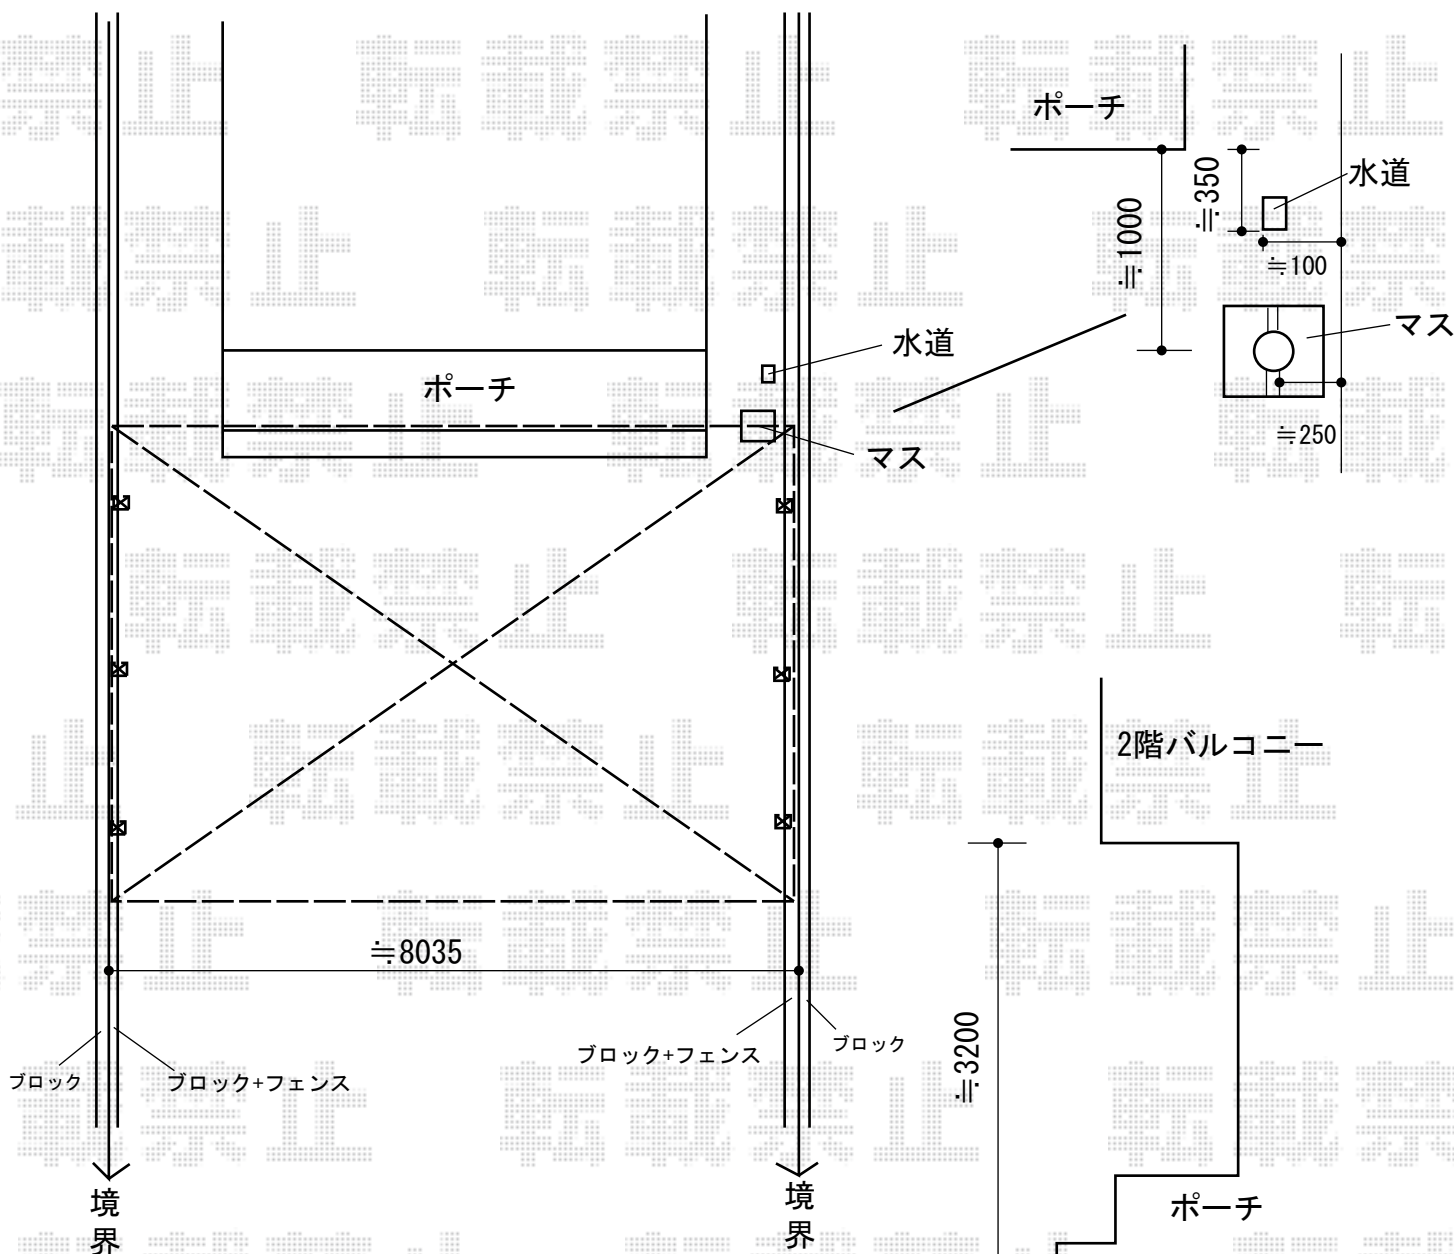 ポーチ
≒350
水道
≒1000
≒100
マス
≒250
水道
ポーチ
マス
2階バルコニー
≒8035
≒3200
ブロック
ブロック+フェンス
ブロック+フェンス
ブロック
境界
境界
ポーチ
転載禁止